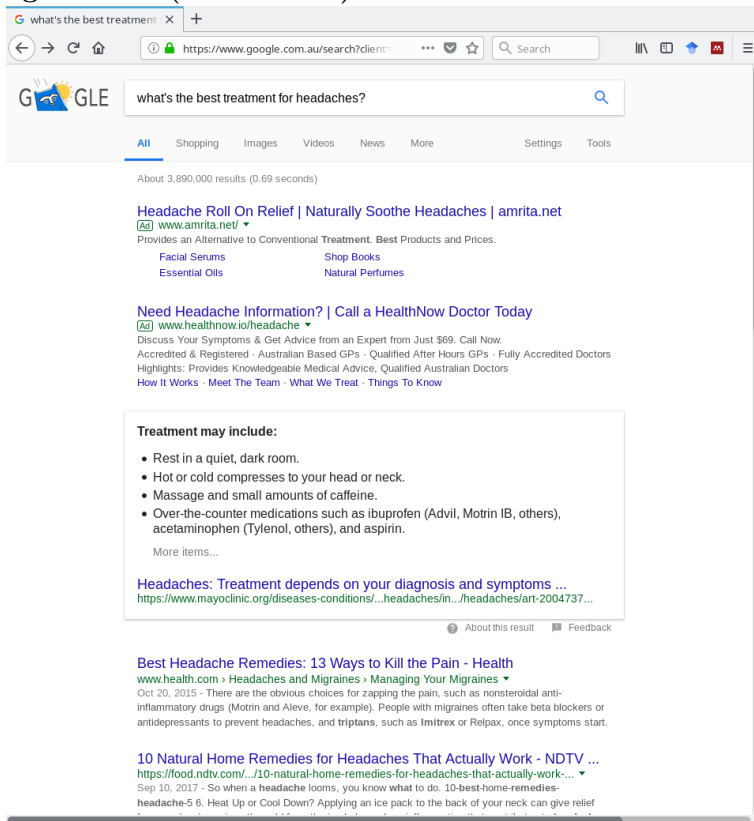 what's the best treatment
https://www.google.com.au/search?client=
Search
G GLE
what's the best treatment for headaches?
All Shopping Images Videos News More Settings Tools
About 3,890,000 results (0.69 seconds)
Headache Roll On Relief | Naturally Soothe Headaches | amrita.net
Ad www.amrita.net/
Provides an Alternative to Conventional Treatment. Best Products and Prices.
Facial Serums Shop Books
Essential Oils Natural Perfumes
Need Headache Information? | Call a HealthNow Doctor Today
Ad www.healthnow.io/headache
Discuss Your Symptoms & Get Advice from an Expert from Just $69. Call Now.
Accredited & Registered · Australian Based GPs · Qualified After Hours GPs · Fully Accredited Doctors
Highlights: Provides Knowledgeable Medical Advice, Qualified Australian Doctors
How It Works · Meet The Team · What We Treat · Things To Know
Treatment may include:
• Rest in a quiet, dark room.
• Hot or cold compresses to your head or neck.
• Massage and small amounts of caffeine.
• Over-the-counter medications such as ibuprofen (Advil, Motrin IB, others),
acetaminophen (Tylenol, others), and aspirin.
More items...
Headaches: Treatment depends on your diagnosis and symptoms ...
https://www.mayoclinic.org/diseases-conditions/...headaches/in.../headaches/art-2004737...
About this result Feedback
Best Headache Remedies: 13 Ways to Kill the Pain - Health
www.health.com › Headaches and Migraines › Managing Your Migraines
Oct 20, 2015 - There are the obvious choices for zapping the pain, such as nonsteroidal anti-
inflammatory drugs (Motrin and Aleve, for example). People with migraines often take beta blockers or
antidepressants to prevent headaches, and triptans, such as Imitrex or Relpax, once symptoms start.
10 Natural Home Remedies for Headaches That Actually Work - NDTV ...
https://food.ndtv.com/.../10-natural-home-remedies-for-headaches-that-actually-work-...
Sep 10, 2017 - So when a headache looms, you know what to do. 10-best-home-remedies-
headache-5 6. Heat Up or Cool Down? Applying an ice pack to the back of your neck can give relief